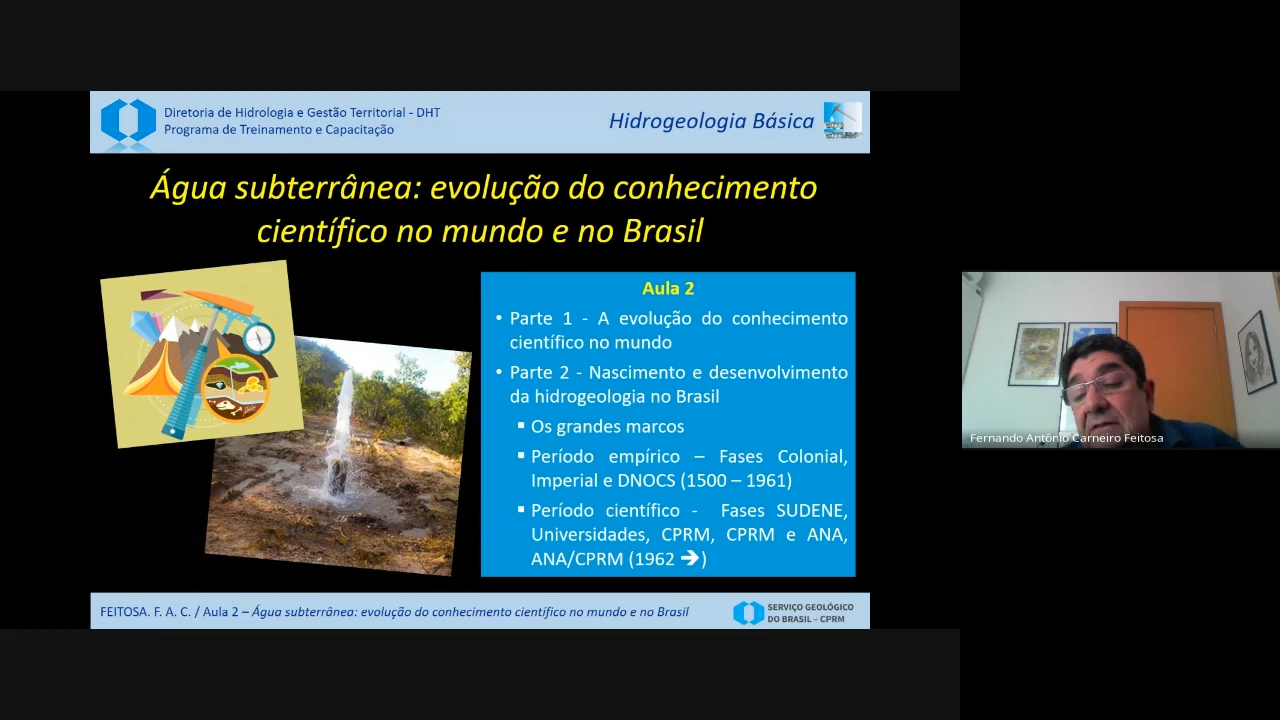 Diretoria de Hidrologia e Gestão Territorial - DHT
Programa de Treinamento e Capacitação
Hidrogeologia Básica
Água subterrânea: evolução do conhecimento
científico no mundo e no Brasil
Aula 2
• Parte 1 - A evolução do conhecimento
científico no mundo
• Parte 2 - Nascimento e desenvolvimento
da hidrogeologia no Brasil
▪ Os grandes marcos
▪ Período empírico – Fases Colonial,
Imperial e DNOCS (1500 – 1961)
▪ Período científico - Fases SUDENE,
Universidades, CPRM, CPRM e ANA,
ANA/CPRM (1962 ➔)
FEITOSA. F. A. C. / Aula 2 – Água subterrânea: evolução do conhecimento científico no mundo e no Brasil
SERVIÇO GEOLÓGICO
DO BRASIL – CPRM
Fernando Antônio Carneiro Feitosa